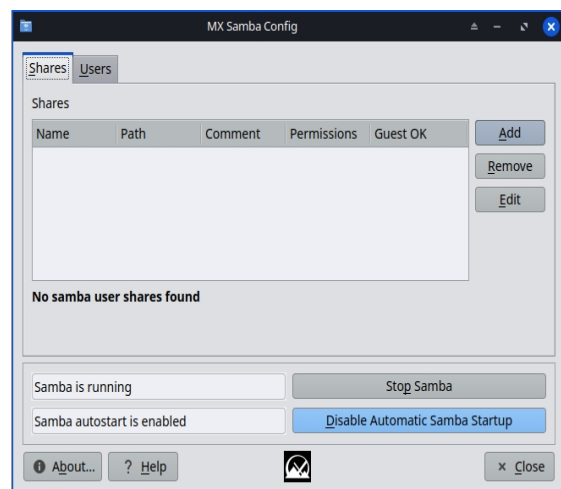 MX Samba Config
Shares Users
Shares
Name Path Comment Permissions Guest OK
Add
Remove
Edit
No samba user shares found
Samba is running
Stop Samba
Samba autostart is enabled
Disable Automatic Samba Startup
About... ? Help × Close